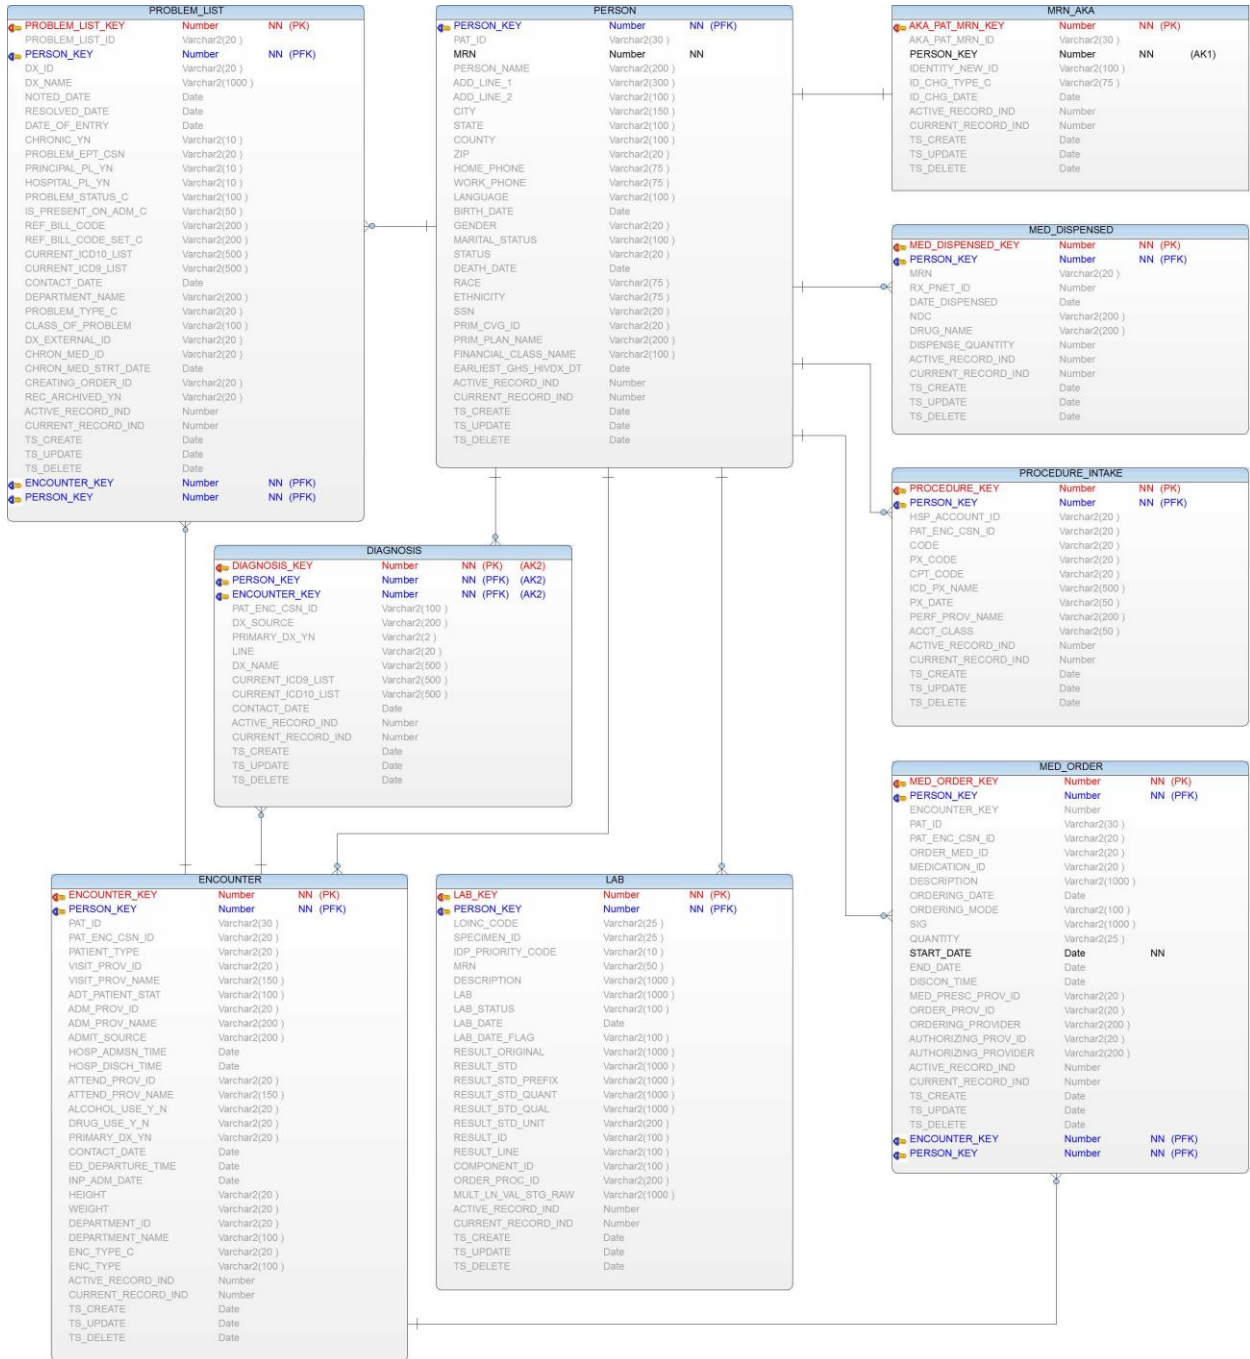 PROBLEM_LIST
PROBLEM_LIST_KEY Number NN (PK)
PROBLEM_LIST_ID Varchar2(20 )
PERSON_KEY Number NN (PFK)
DX_ID Varchar2(20 )
DX_NAME Varchar2(1000 )
NOTED_DATE Date
RESOLVED_DATE Date
DATE_OF_ENTRY Date
CHRONIC_YN Varchar2(10 )
PROBLEM_EPT_CSN Varchar2(20 )
PRINCIPAL_PL_YN Varchar2(10 )
HOSPITAL_PL_YN Varchar2(10 )
PROBLEM_STATUS_C Varchar2(100 )
IS_PRESENT_ON_ADM_C Varchar2(50 )
REF_BILL_CODE Varchar2(200 )
REF_BILL_CODE_SET_C Varchar2(200 )
CURRENT_ICD10_LIST Varchar2(500 )
CURRENT_ICD9_LIST Varchar2(500 )
CONTACT_DATE Date
DEPARTMENT_NAME Varchar2(200 )
PROBLEM_TYPE_C Varchar2(20 )
CLASS_OF_PROBLEM Varchar2(100 )
DX_EXTERNAL_ID Varchar2(20 )
CHRON_MED_ID Varchar2(20 )
CHRON_MED_STRT_DATE Date
CREATING_ORDER_ID Varchar2(20 )
REC_ARCHIVED_YN Varchar2(20 )
ACTIVE_RECORD_IND Number
CURRENT_RECORD_IND Number
TS_CREATE Date
TS_UPDATE Date
TS_DELETE Date
ENCOUNTER_KEY Number NN (PFK)
PERSON_KEY Number NN (PFK)
PERSON
PERSON_KEY Number NN (PFK)
PAT_ID Varchar2(30 )
MRN Number NN
PERSON_NAME Varchar2(200 )
ADD_LINE_1 Varchar2(300 )
ADD_LINE_2 Varchar2(100 )
CITY Varchar2(150 )
STATE Varchar2(100 )
COUNTY Varchar2(100 )
ZIP Varchar2(20 )
HOME_PHONE Varchar2(75 )
WORK_PHONE Varchar2(75 )
LANGUAGE Varchar2(100 )
BIRTH_DATE Date
GENDER Varchar2(20 )
MARITAL_STATUS Varchar2(100 )
STATUS Varchar2(20 )
DEATH_DATE Date
RACE Varchar2(75 )
ETHNICITY Varchar2(75 )
SSN Varchar2(20 )
PRIM_CVG_ID Varchar2(20 )
PRIM_PLAN_NAME Varchar2(200 )
FINANCIAL_CLASS_NAME Varchar2(100 )
EARLIEST_GHS_HIVDX_DT Date
ACTIVE_RECORD_IND Number
CURRENT_RECORD_IND Number
TS_CREATE Date
TS_UPDATE Date
TS_DELETE Date
MRN_AKA
AKA_PAT_MRN_KEY Number NN (PK)
AKA_PAT_MRN_ID Varchar2(30 )
PERSON_KEY Number NN (AK1)
IDENTITY_NEW_ID Varchar2(100 )
ID_CHG_TYPE_C Varchar2(75 )
ID_CHG_DATE Date
ACTIVE_RECORD_IND Number
CURRENT_RECORD_IND Number
TS_CREATE Date
TS_UPDATE Date
TS_DELETE Date
MED_DISPENSED
MED_DISPENSED_KEY Number NN (PK)
PERSON_KEY Number NN (PFK)
MRN Varchar2(20 )
RX_PNET_ID Number
DATE_DISPENSED Date
NDC Varchar2(200 )
DRUG_NAME Varchar2(200 )
DISPENSE_QUANTITY Number
ACTIVE_RECORD_IND Number
CURRENT_RECORD_IND Number
TS_CREATE Date
TS_UPDATE Date
TS_DELETE Date
PROCEDURE_INTAKE
PROCEDURE_KEY Number NN (PK)
PERSON_KEY Number NN (PFK)
HSP_ACCOUNT_ID Varchar2(20 )
PAT_ENC_CSN_ID Varchar2(20 )
CODE Varchar2(20 )
PX_CODE Varchar2(20 )
CPT_CODE Varchar2(20 )
ICD_PX_NAME Varchar2(500 )
PX_DATE Varchar2(50 )
PERF_PROV_NAME Varchar2(200 )
ACCT_CLASS Varchar2(50 )
ACTIVE_RECORD_IND Number
CURRENT_RECORD_IND Number
TS_CREATE Date
TS_UPDATE Date
TS_DELETE Date
DIAGNOSIS
DIAGNOSIS_KEY Number NN (PK) (AK2)
PERSON_KEY Number NN (PFK) (AK2)
ENCOUNTER_KEY Number NN (PFK) (AK2)
PAT_ENC_CSN_ID Varchar2(100 )
DX_SOURCE Varchar2(200 )
PRIMARY_DX_YN Varchar2(2 )
LINE Varchar2(20 )
DX_NAME Varchar2(500 )
CURRENT_ICD9_LIST Varchar2(500 )
CURRENT_ICD10_LIST Varchar2(500 )
CONTACT_DATE Date
ACTIVE_RECORD_IND Number
CURRENT_RECORD_IND Number
TS_CREATE Date
TS_UPDATE Date
TS_DELETE Date
MED_ORDER
MED_ORDER_KEY Number NN (PK)
PERSON_KEY Number NN (PFK)
ENCOUNTER_KEY Number
PAT_ID Varchar2(30 )
PAT_ENC_CSN_ID Varchar2(20 )
ORDER_MED_ID Varchar2(20 )
MEDICATION_ID Varchar2(20 )
DESCRIPTION Varchar2(1000 )
ORDERING_DATE Date
ORDERING_MODE Varchar2(100 )
SIG Varchar2(1000 )
QUANTITY Varchar2(25 )
START_DATE Date NN
END_DATE Date
DISCON_TIME Date
MED_PRESC_PROV_ID Varchar2(20 )
ORDER_PROV_ID Varchar2(20 )
ORDERING_PROVIDER Varchar2(200 )
AUTHORIZING_PROV_ID Varchar2(20 )
AUTHORIZING_PROVIDER Varchar2(200 )
ACTIVE_RECORD_IND Number
CURRENT_RECORD_IND Number
TS_CREATE Date
TS_UPDATE Date
TS_DELETE Date
ENCOUNTER_KEY Number NN (PFK)
PERSON_KEY Number NN (PFK)
ENCOUNTER
ENCOUNTER_KEY Number NN (PK)
PERSON_KEY Number NN (PFK)
PAT_ID Varchar2(30 )
PAT_ENC_CSN_ID Varchar2(20 )
PATIENT_TYPE Varchar2(20 )
VISIT_PROV_ID Varchar2(20 )
VISIT_PROV_NAME Varchar2(150 )
ADT_PATIENT_STAT Varchar2(100 )
ADM_PROV_ID Varchar2(20 )
ADM_PROV_NAME Varchar2(200 )
ADMIT_SOURCE Varchar2(200 )
HOSP_ADMSN_TIME Date
HOSP_DISCH_TIME Date
ATTEND_PROV_ID Varchar2(20 )
ATTEND_PROV_NAME Varchar2(150 )
ALCOHOL_USE_Y_N Varchar2(20 )
DRUG_USE_Y_N Varchar2(20 )
PRIMARY_DX_YN Varchar2(20 )
CONTACT_DATE Date
ED_DEPARTURE_TIME Date
INP_ADM_DATE Date
HEIGHT Varchar2(20 )
WEIGHT Varchar2(20 )
DEPARTMENT_ID Varchar2(20 )
DEPARTMENT_NAME Varchar2(100 )
ENC_TYPE_C Varchar2(20 )
ENC_TYPE Varchar2(100 )
ACTIVE_RECORD_IND Number
CURRENT_RECORD_IND Number
TS_CREATE Date
TS_UPDATE Date
TS_DELETE Date
LAB
LAB_KEY Number NN (PK)
PERSON_KEY Number NN (PFK)
LOINC_CODE Varchar2(25 )
SPECIMEN_ID Varchar2(25 )
IDP_PRIORITY_CODE Varchar2(10 )
MRN Varchar2(50 )
DESCRIPTION Varchar2(1000 )
LAB Varchar2(1000 )
LAB_STATUS Varchar2(100 )
LAB_DATE Date
LAB_DATE_FLAG Varchar2(100 )
RESULT_ORIGINAL Varchar2(1000 )
RESULT_STD Varchar2(1000 )
RESULT_STD_PREFIX Varchar2(1000 )
RESULT_STD_QUANT Varchar2(1000 )
RESULT_STD_QUAL Varchar2(1000 )
RESULT_STD_UNIT Varchar2(200 )
RESULT_ID Varchar2(100 )
RESULT_LINE Varchar2(100 )
COMPONENT_ID Varchar2(100 )
ORDER_PROC_ID Varchar2(200 )
MULT_LN_VAL_STG_RAW Varchar2(1000 )
ACTIVE_RECORD_IND Number
CURRENT_RECORD_IND Number
TS_CREATE Date
TS_UPDATE Date
TS_DELETE Date